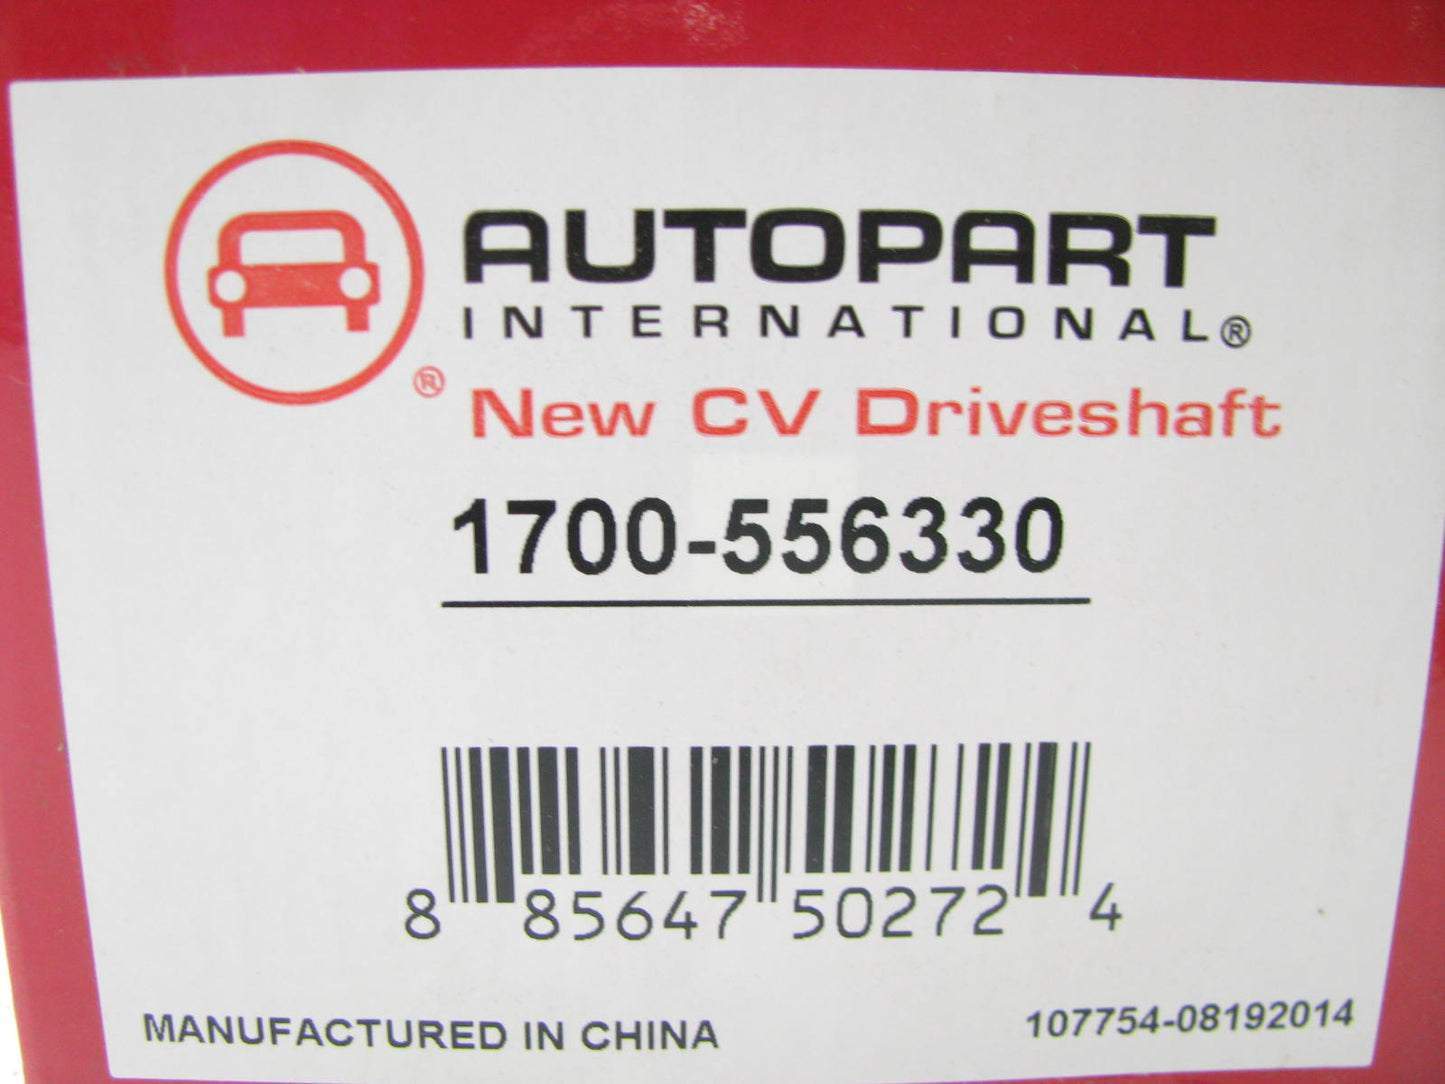 AUTOPART
INTERNATIONAL®
®
New CV Driveshaft
1700-556330
8 85647 50272 4
MANUFACTURED IN CHINA
107754-08192014